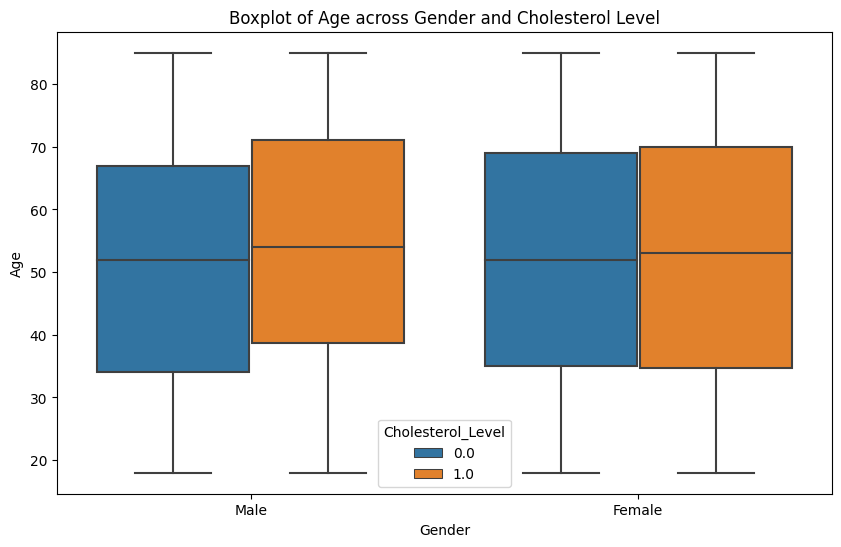 Boxplot of Age across Gender and Cholesterol Level
Age
80
70
60
50
40
30
20
Cholesterol_Level
0.0
1.0
Male
Female
Gender